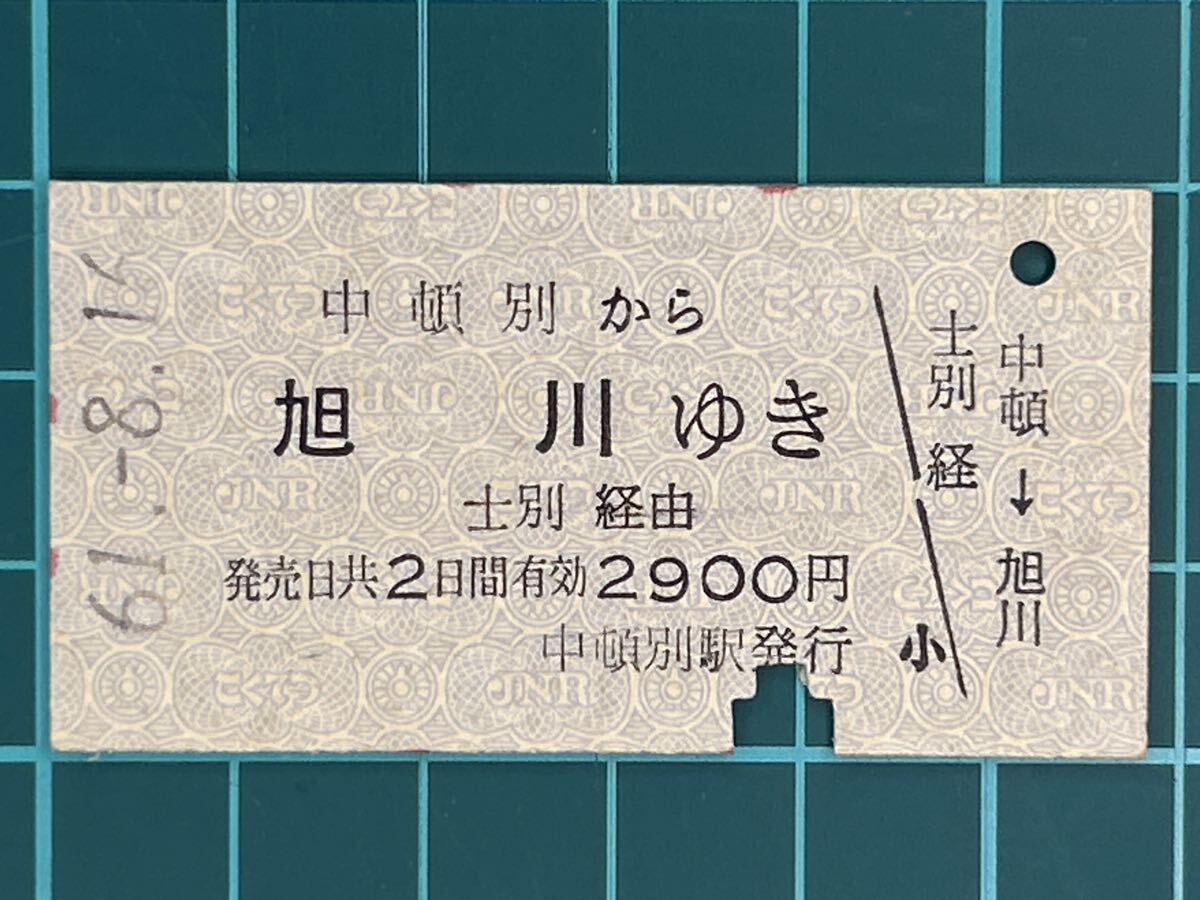 中頓別から
旭川ゆき
士別 経由
発売日共2日間有効2900円
中頓別駅発行
小
士別経
中頓→旭川
61.-8.1